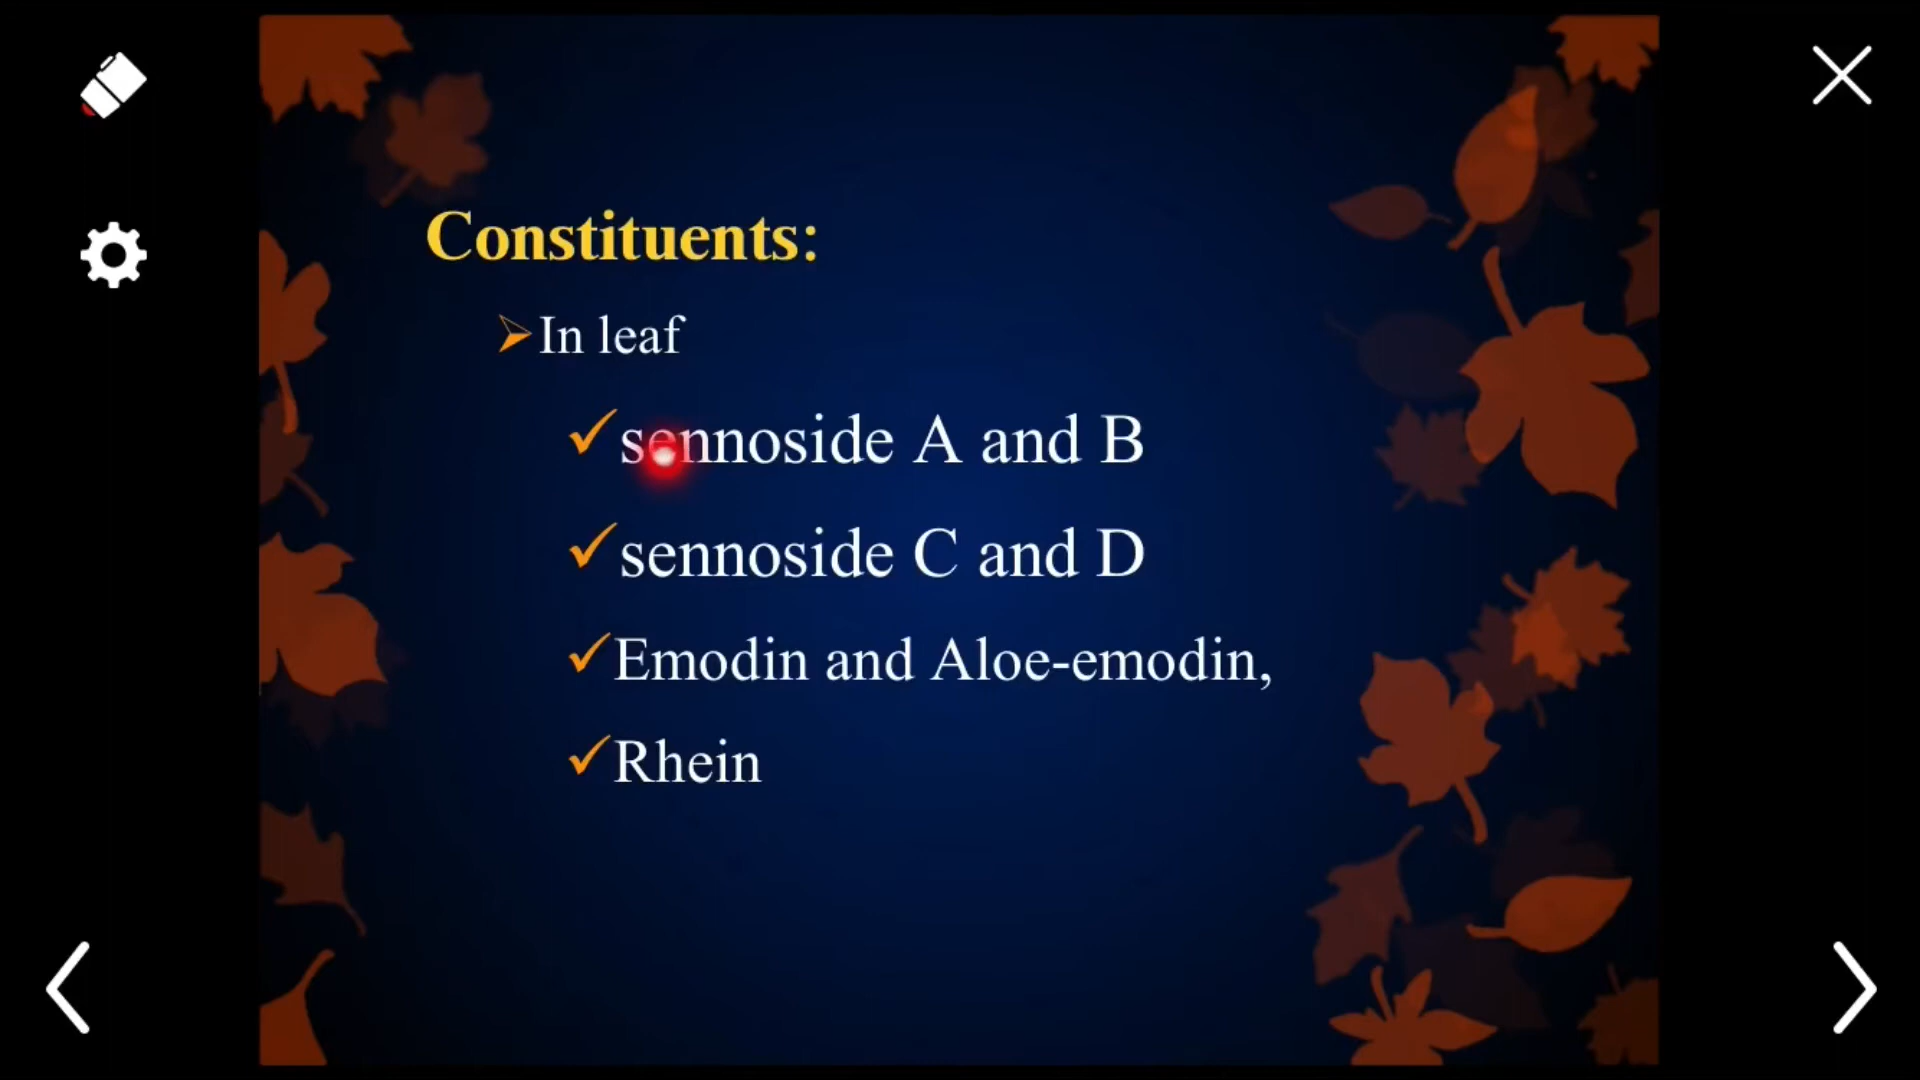 Constituents:
In leaf
sennoside A and B
sennoside C and D
Emodin and Aloe-emodin,
Rhein